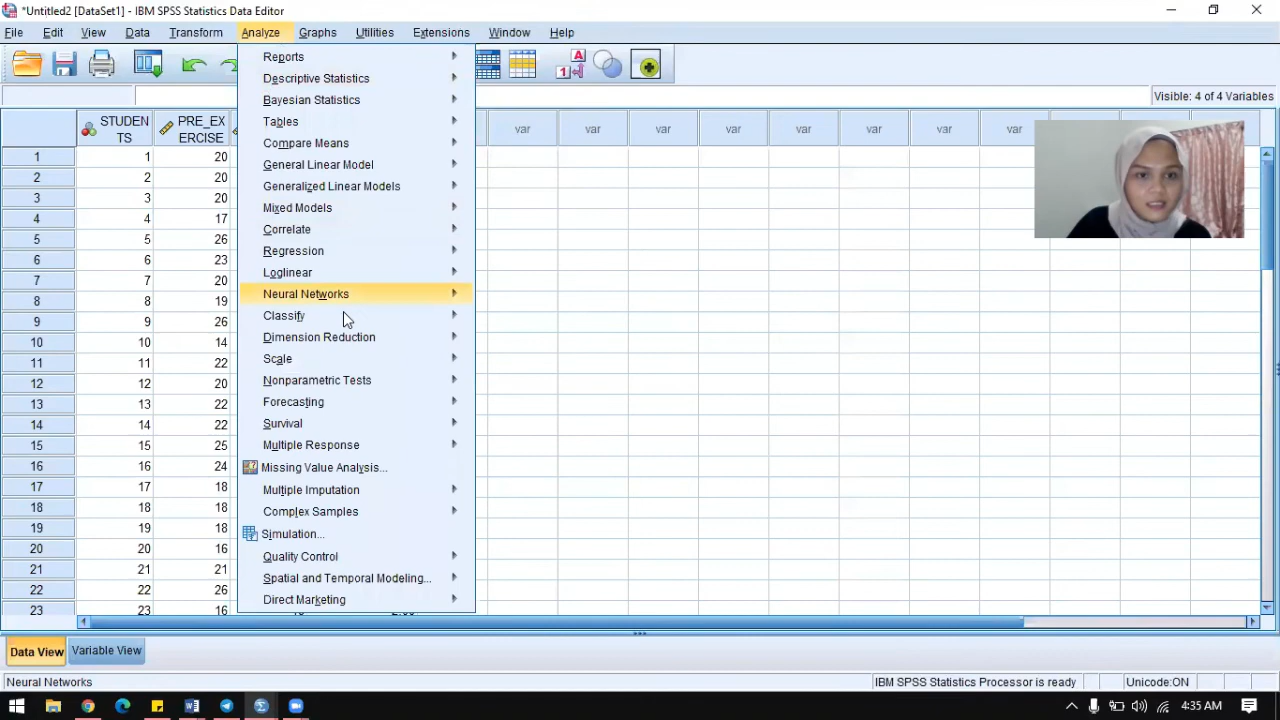 *Untitled2 [DataSet1] - IBM SPSS Statistics Data Editor
File Edit View Data Transform Analyze Graphs Utilities Extensions Window Help
Visible: 4 of 4 Variables
STUDENTS PRE_EXERCISE var var var var var var var var
1 1 20
2 2 20
3 3 20
4 4 17
5 5 26
6 6 23
7 7 20
8 8 19
9 9 26
10 10 14
11 11 22
12 12 20
13 13 22
14 14 22
15 15 25
16 16 24
17 17 18
18 18 18
19 19 18
20 20 16
21 21 21
22 22 26
23 23 16
Reports
Descriptive Statistics
Bayesian Statistics
Tables
Compare Means
General Linear Model
Generalized Linear Models
Mixed Models
Correlate
Regression
Loglinear
Neural Networks
Classify
Dimension Reduction
Scale
Nonparametric Tests
Forecasting
Survival
Multiple Response
Missing Value Analysis...
Multiple Imputation
Complex Samples
Simulation...
Quality Control
Spatial and Temporal Modeling...
Direct Marketing
Data View Variable View
Neural Networks IBM SPSS Statistics Processor is ready Unicode:ON
4:35 AM